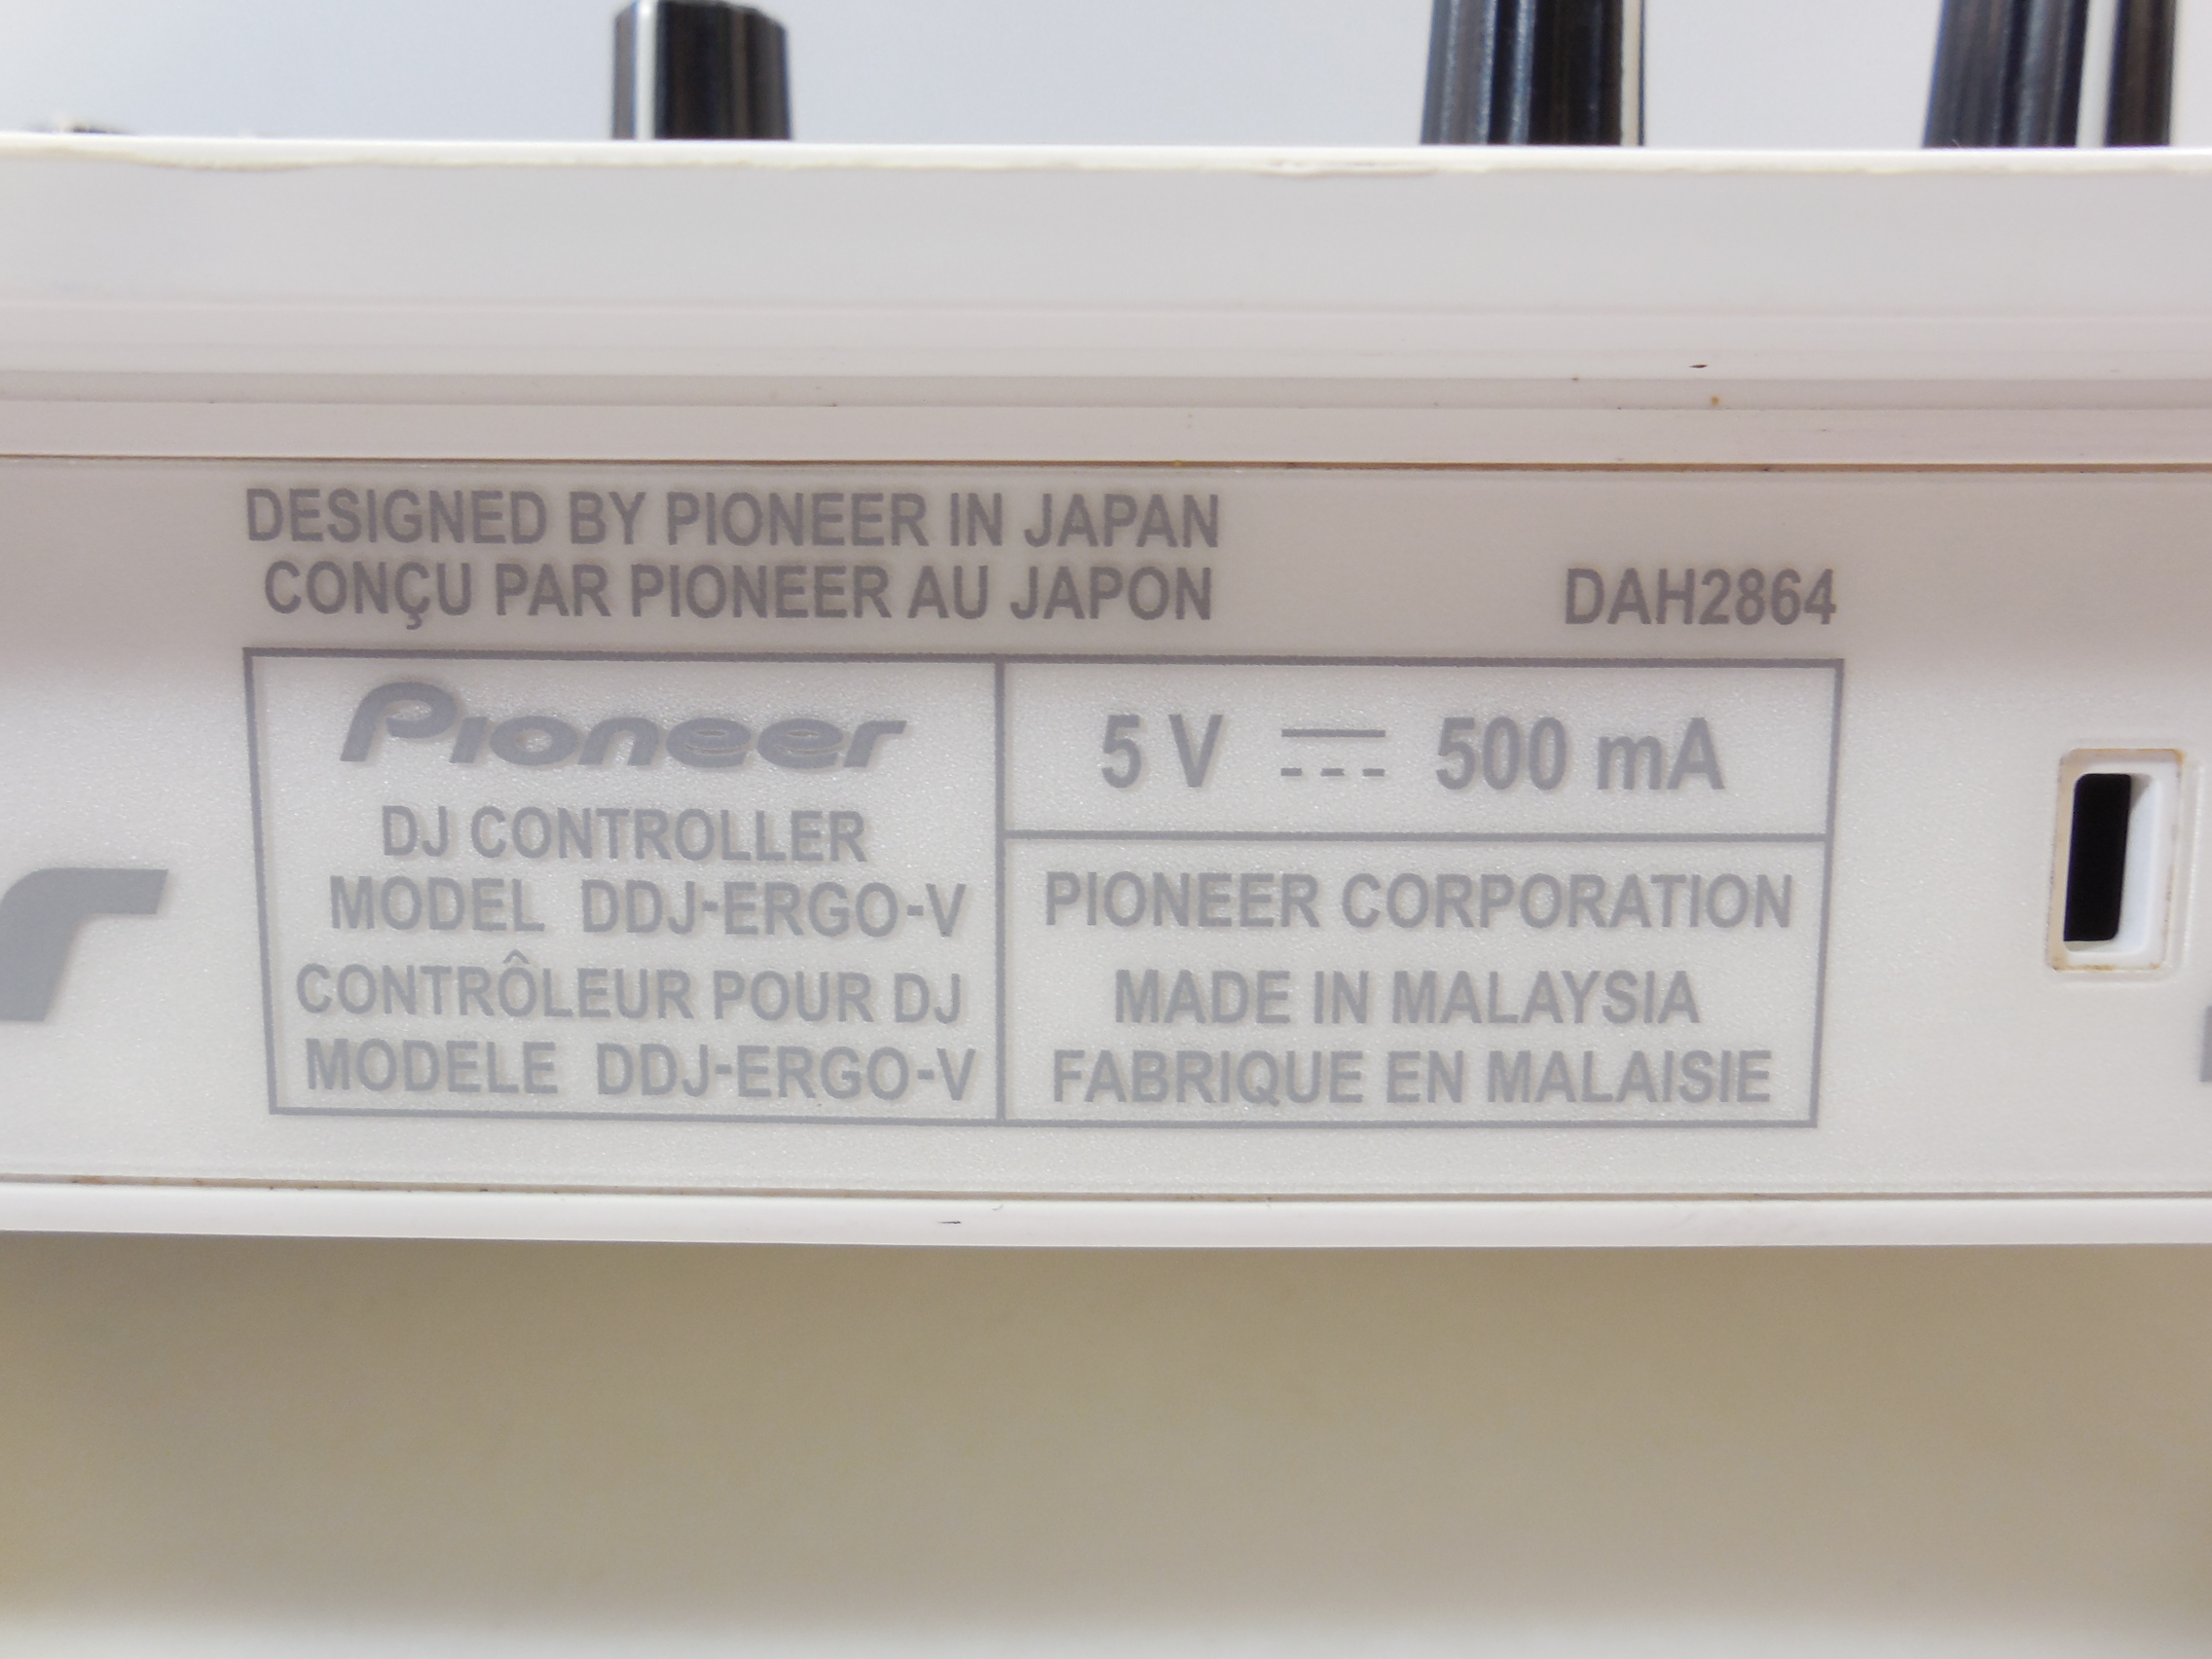 DESIGNED BY PIONEER IN JAPAN
CONÇU PAR PIONEER AU JAPON
DAH2864
Pioneer
DJ CONTROLLER
MODEL DDJ-ERGO-V
CONTRÔLEUR POUR DJ
MODELE DDJ-ERGO-V
5 V ⎓ 500 mA
PIONEER CORPORATION
MADE IN MALAYSIA
FABRIQUE EN MALAISIE
r